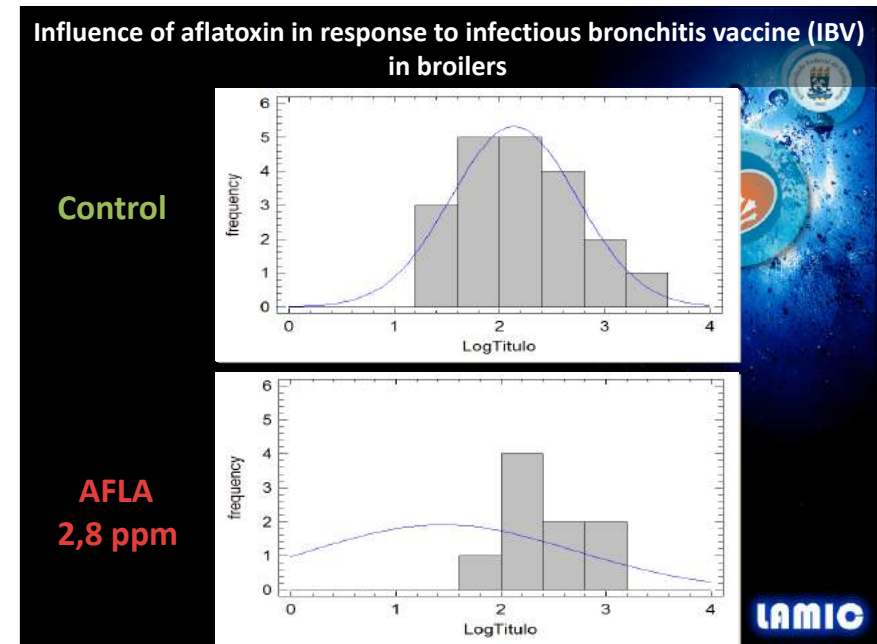 Influence of aflatoxin in response to infectious bronchitis vaccine (IBV)
in broilers
Control
6
5
4
3
2
1
0
frequency
0 1 2 3 4
LogTitulo
AFLA
2,8 ppm
6
5
4
3
2
1
0
frequency
0 1 2 3 4
LogTitulo
LAMIC